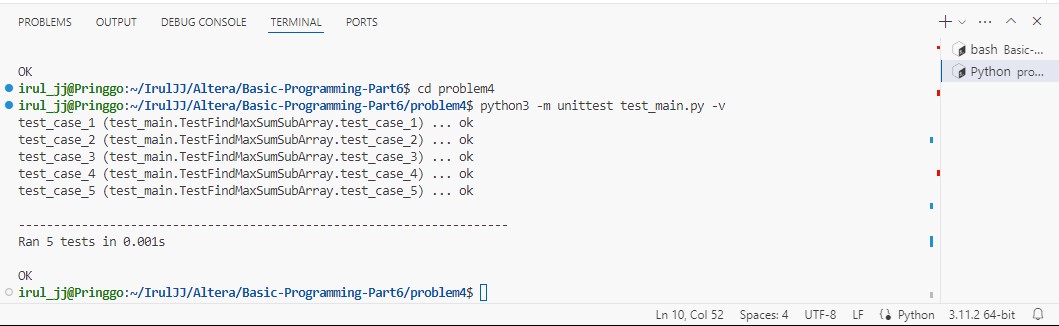 PROBLEMS OUTPUT DEBUG CONSOLE TERMINAL PORTS
OK
irul_jj@Pringgo:~/IrulJJ/Altera/Basic-Programming-Part6$ cd problem4
irul_jj@Pringgo:~/IrulJJ/Altera/Basic-Programming-Part6/problem4$ python3 -m unittest test_main.py -v
test_case_1 (test_main.TestFindMaxSumSubArray.test_case_1) ... ok
test_case_2 (test_main.TestFindMaxSumSubArray.test_case_2) ... ok
test_case_3 (test_main.TestFindMaxSumSubArray.test_case_3) ... ok
test_case_4 (test_main.TestFindMaxSumSubArray.test_case_4) ... ok
test_case_5 (test_main.TestFindMaxSumSubArray.test_case_5) ... ok
----------------------------------------------------------------------
Ran 5 tests in 0.001s
OK
irul_jj@Pringgo:~/IrulJJ/Altera/Basic-Programming-Part6/problem4$
bash Basic-...
Python pro...
Ln 10, Col 52 Spaces: 4 UTF-8 LF Python 3.11.2 64-bit